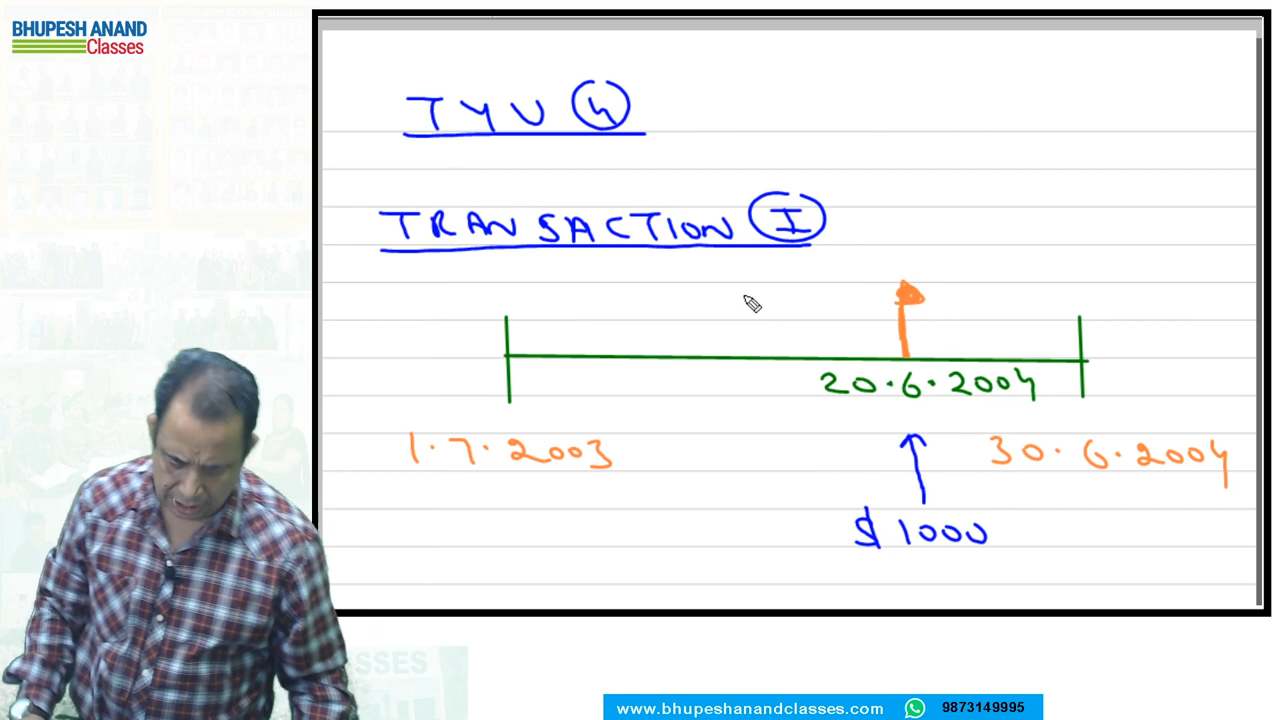 BHUPESH ANAND
Classes
TYU 4
TRANSACTION I
20.6.2004
1.7.2003
30.6.2004
$ 1000
www.bhupeshanandclasses.com 9873149995